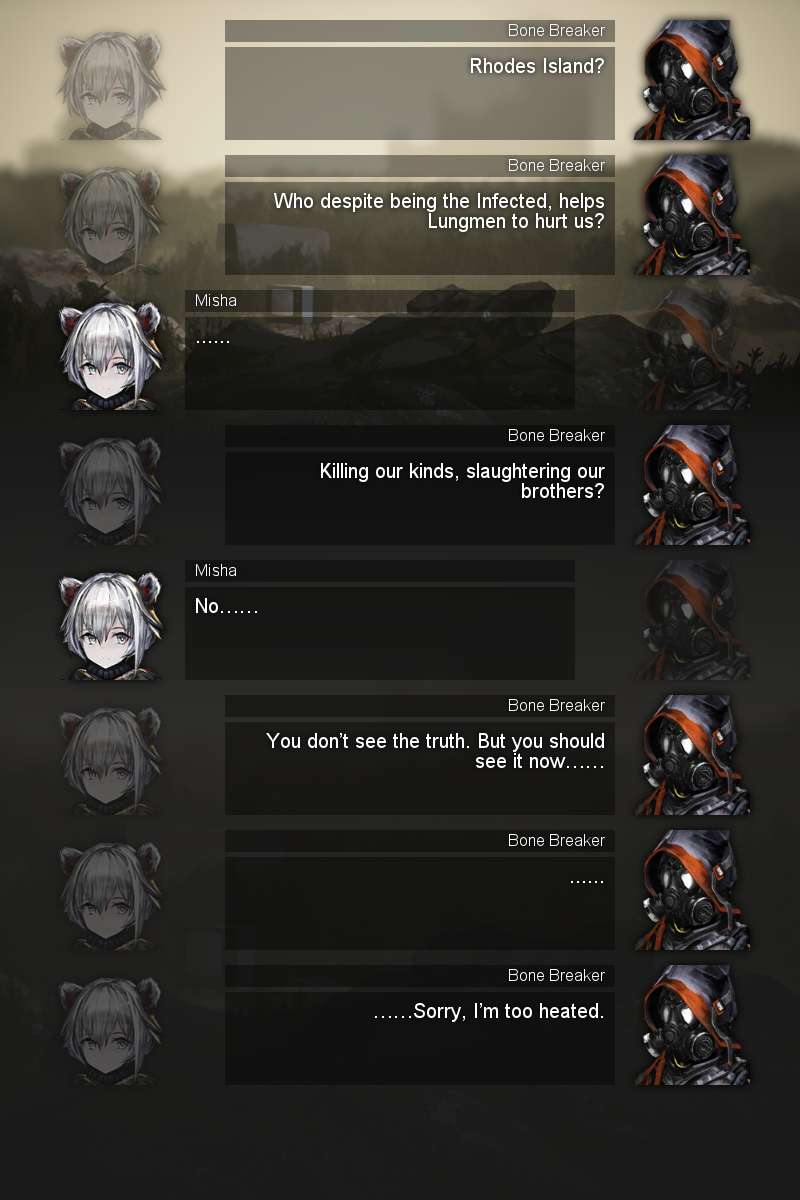 Bone Breaker
Rhodes Island?
Bone Breaker
Who despite being the Infected, helps
Lungmen to hurt us?
Misha
......
Bone Breaker
Killing our kinds, slaughtering our
brothers?
Misha
No......
Bone Breaker
You don't see the truth. But you should
see it now......
Bone Breaker
......
Bone Breaker
......Sorry, I'm too heated.